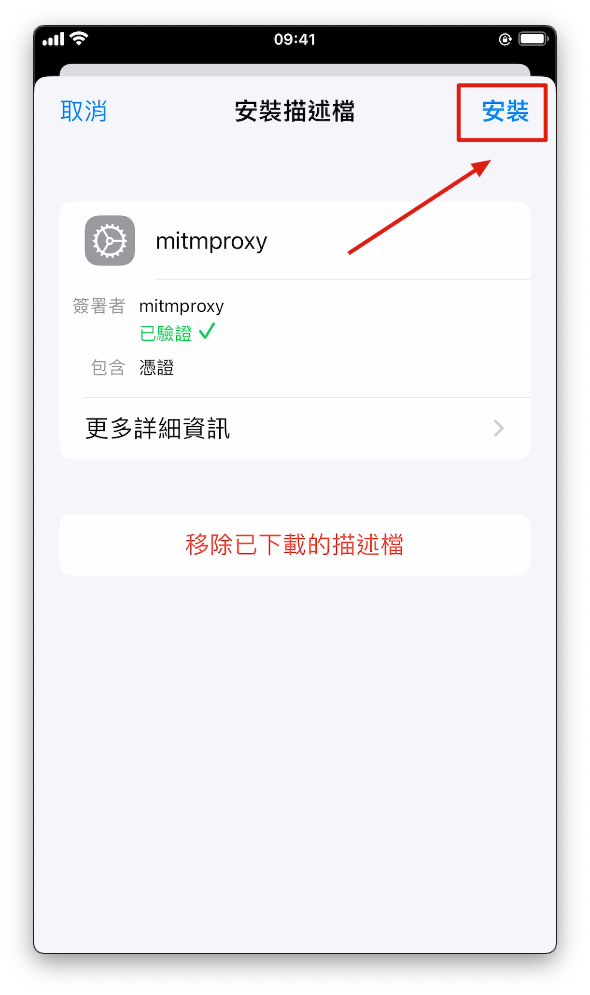 09:41
取消 安裝描述檔 安裝
mitmproxy
簽署者 mitmproxy
已驗證
包含 憑證
更多詳細資訊
移除已下載的描述檔